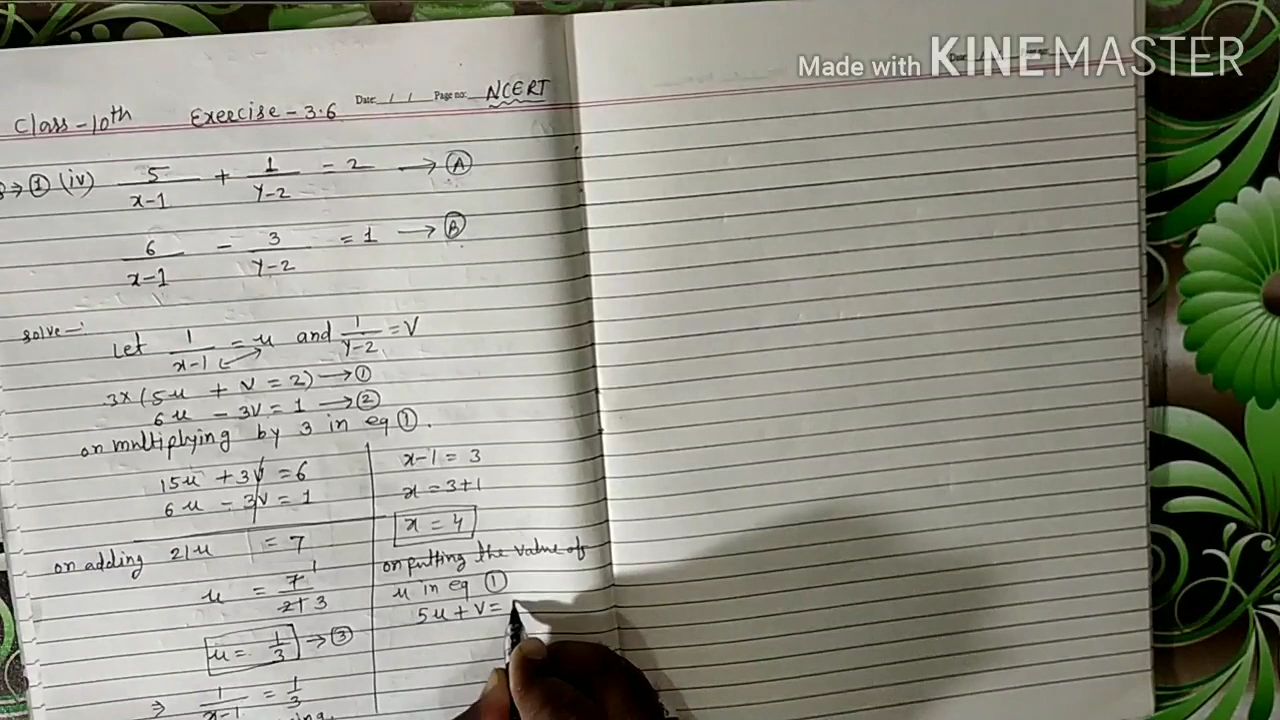 Made with KINEMASTER
Class-10th Exercise-3.6 Date: / / Page no: NCERT
→ ① (iv) 5/x-1 + 1/y-2 = 2 → Ⓐ
6/x-1 - 3/y-2 = 1 → Ⓑ
solve-:
Let 1/x-1 = u and 1/y-2 = V
3×(5u + v = 2) → ①
6u - 3v = 1 → ②
on multiplying by 3 in eq ①.
15u + 3v = 6
6u - 3v = 1
on adding 21u = 7
u = 7/21 1/3
u = 1/3 → ③
⇒ 1/x-1 = 1/3
x-1 = 3
x = 3+1
x = 4
on putting the value of
u in eq ①
5u + v =